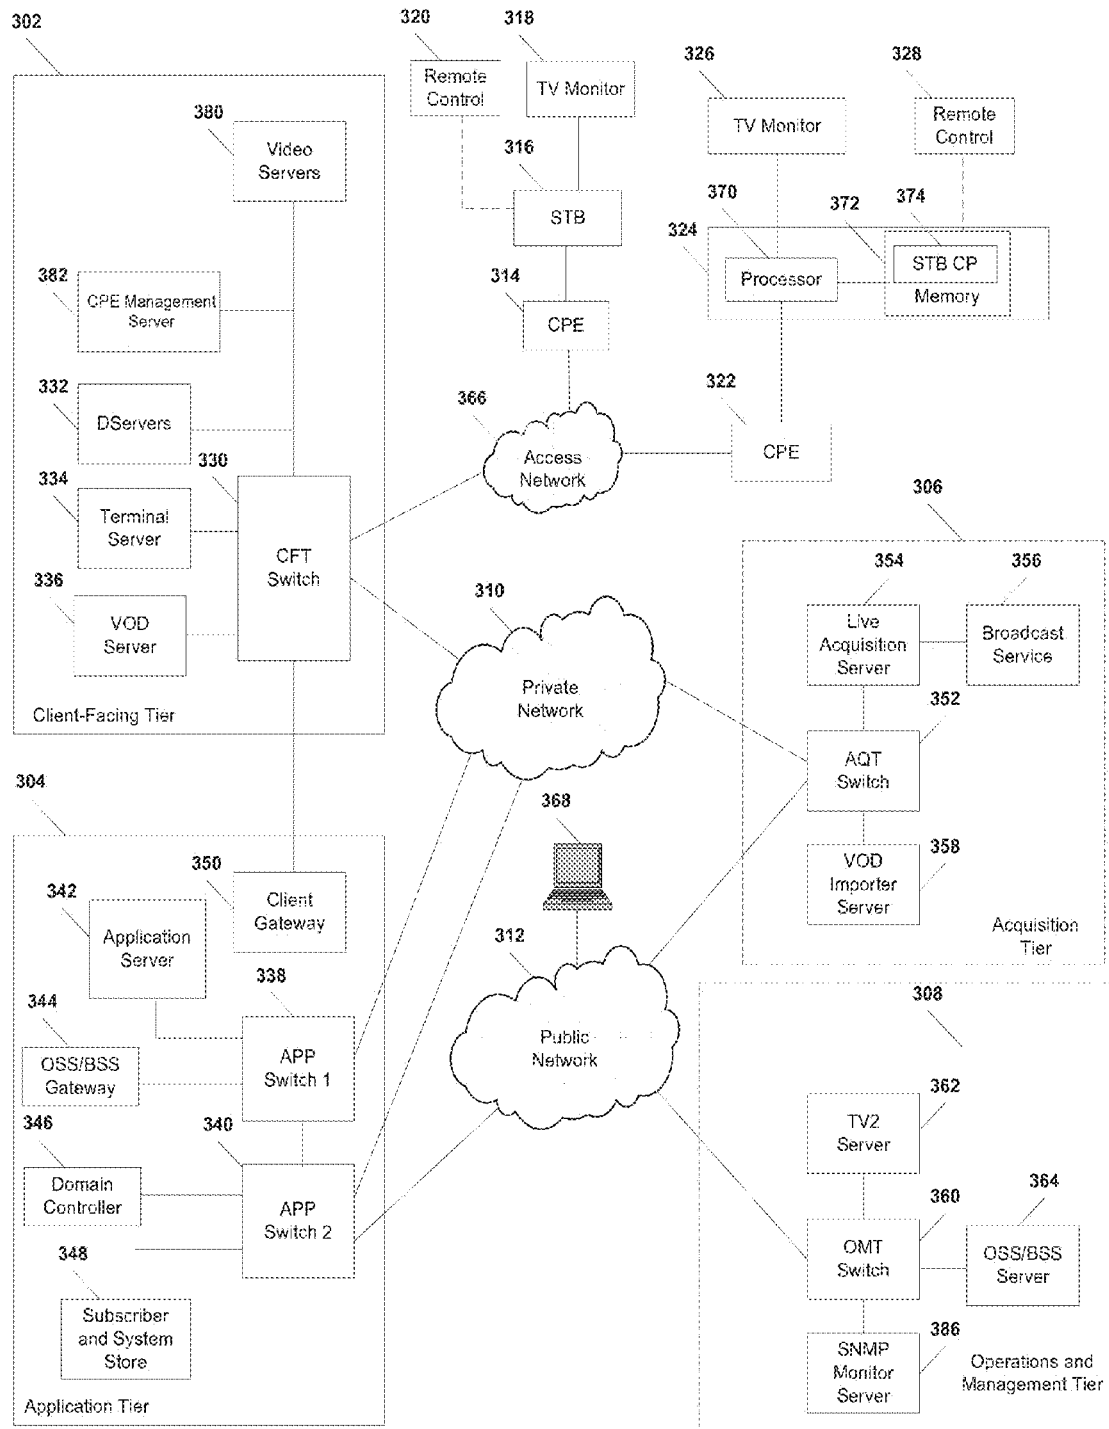 302
320
318
326
328
Remote
Control
TV Monitor
TV Monitor
Remote
Control
380
Video
Servers
316
STB
370
372
374
324
STB CP
Processor
Memory
382
CPE Management
Server
314
CPE
332
DServers
366
322
Access
Network
CPE
330
334
Terminal
Server
CFT
Switch
306
336
VOD
Server
310
354
356
Live
Acquisition
Server
Broadcast
Service
Private
Network
352
Client-Facing Tier
AQT
Switch
304
368
350
Client
Gateway
358
VOD
Importer
Server
342
Application
Server
Acquisition
Tier
312
338
308
344
OSS/BSS
Gateway
APP
Switch 1
Public
Network
362
TV2
Server
346
340
Domain
Controller
APP
Switch 2
360
364
348
OMT
Switch
OSS/BSS
Server
Subscriber
and System
Store
386
SNMP
Monitor
Server
Operations and
Management Tier
Application Tier